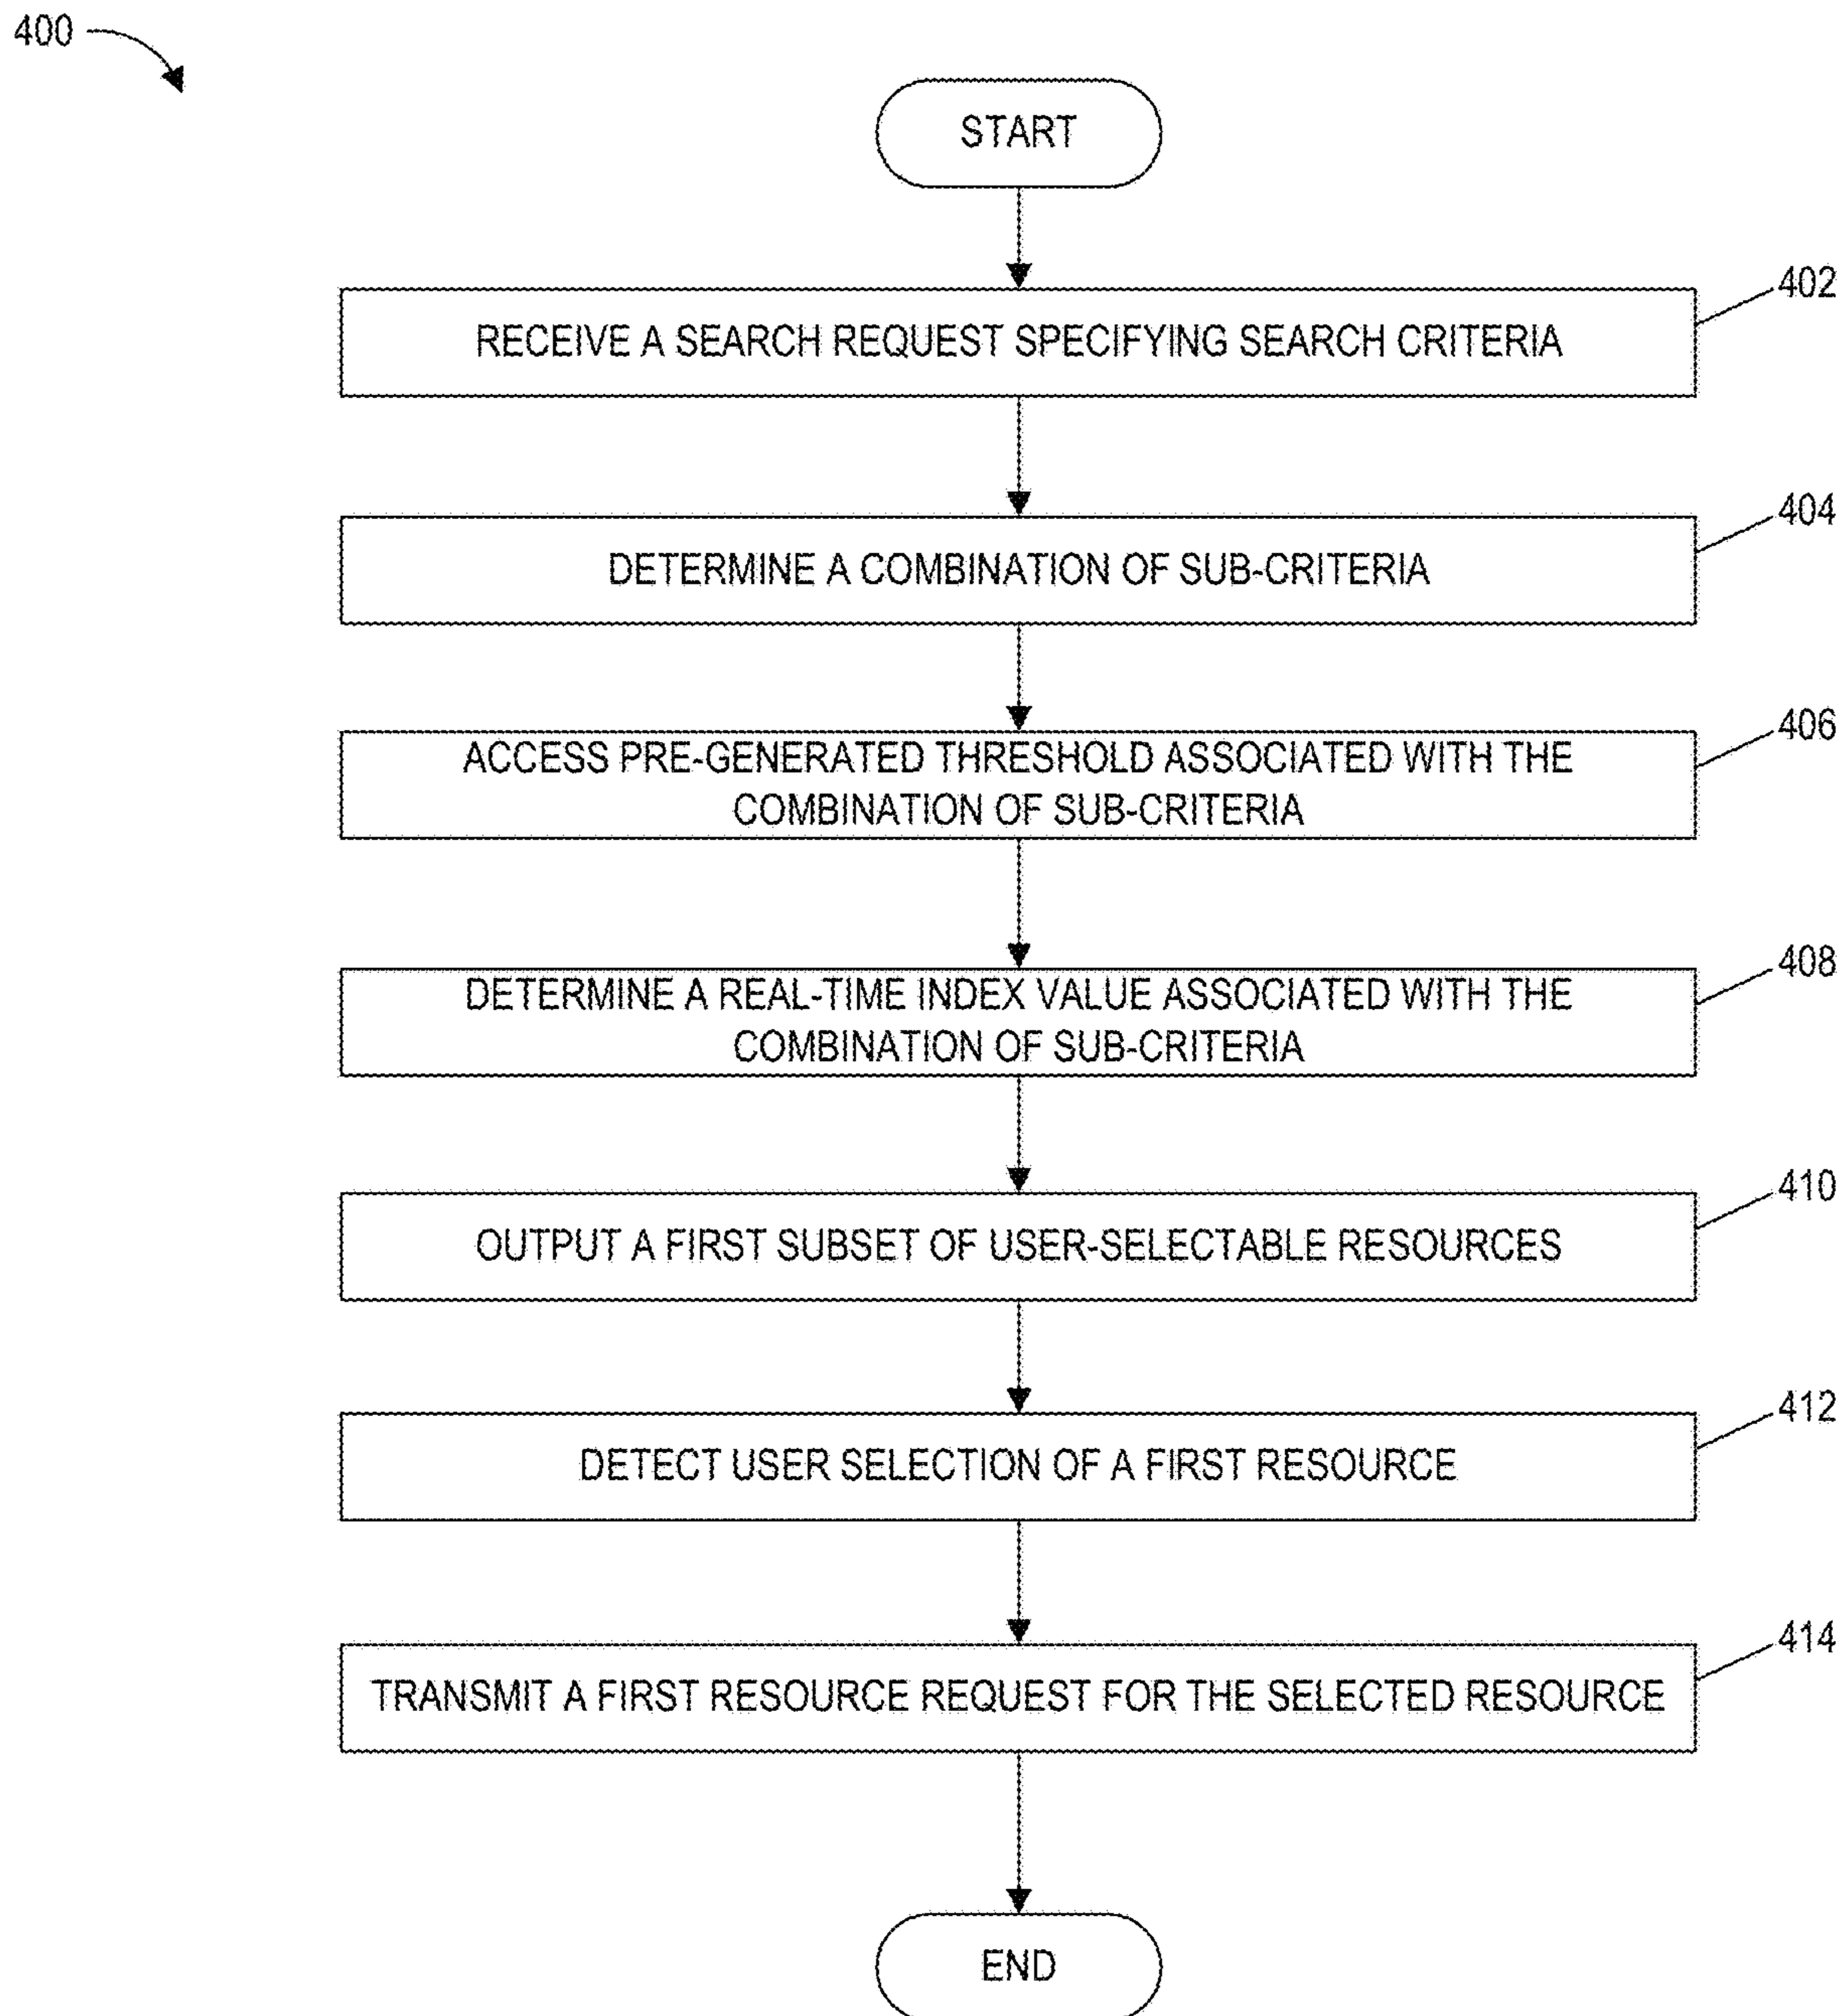 400
START
402
RECEIVE A SEARCH REQUEST SPECIFYING SEARCH CRITERIA
404
DETERMINE A COMBINATION OF SUB-CRITERIA
406
ACCESS PRE-GENERATED THRESHOLD ASSOCIATED WITH THE
COMBINATION OF SUB-CRITERIA
408
DETERMINE A REAL-TIME INDEX VALUE ASSOCIATED WITH THE
COMBINATION OF SUB-CRITERIA
410
OUTPUT A FIRST SUBSET OF USER-SELECTABLE RESOURCES
412
DETECT USER SELECTION OF A FIRST RESOURCE
414
TRANSMIT A FIRST RESOURCE REQUEST FOR THE SELECTED RESOURCE
END